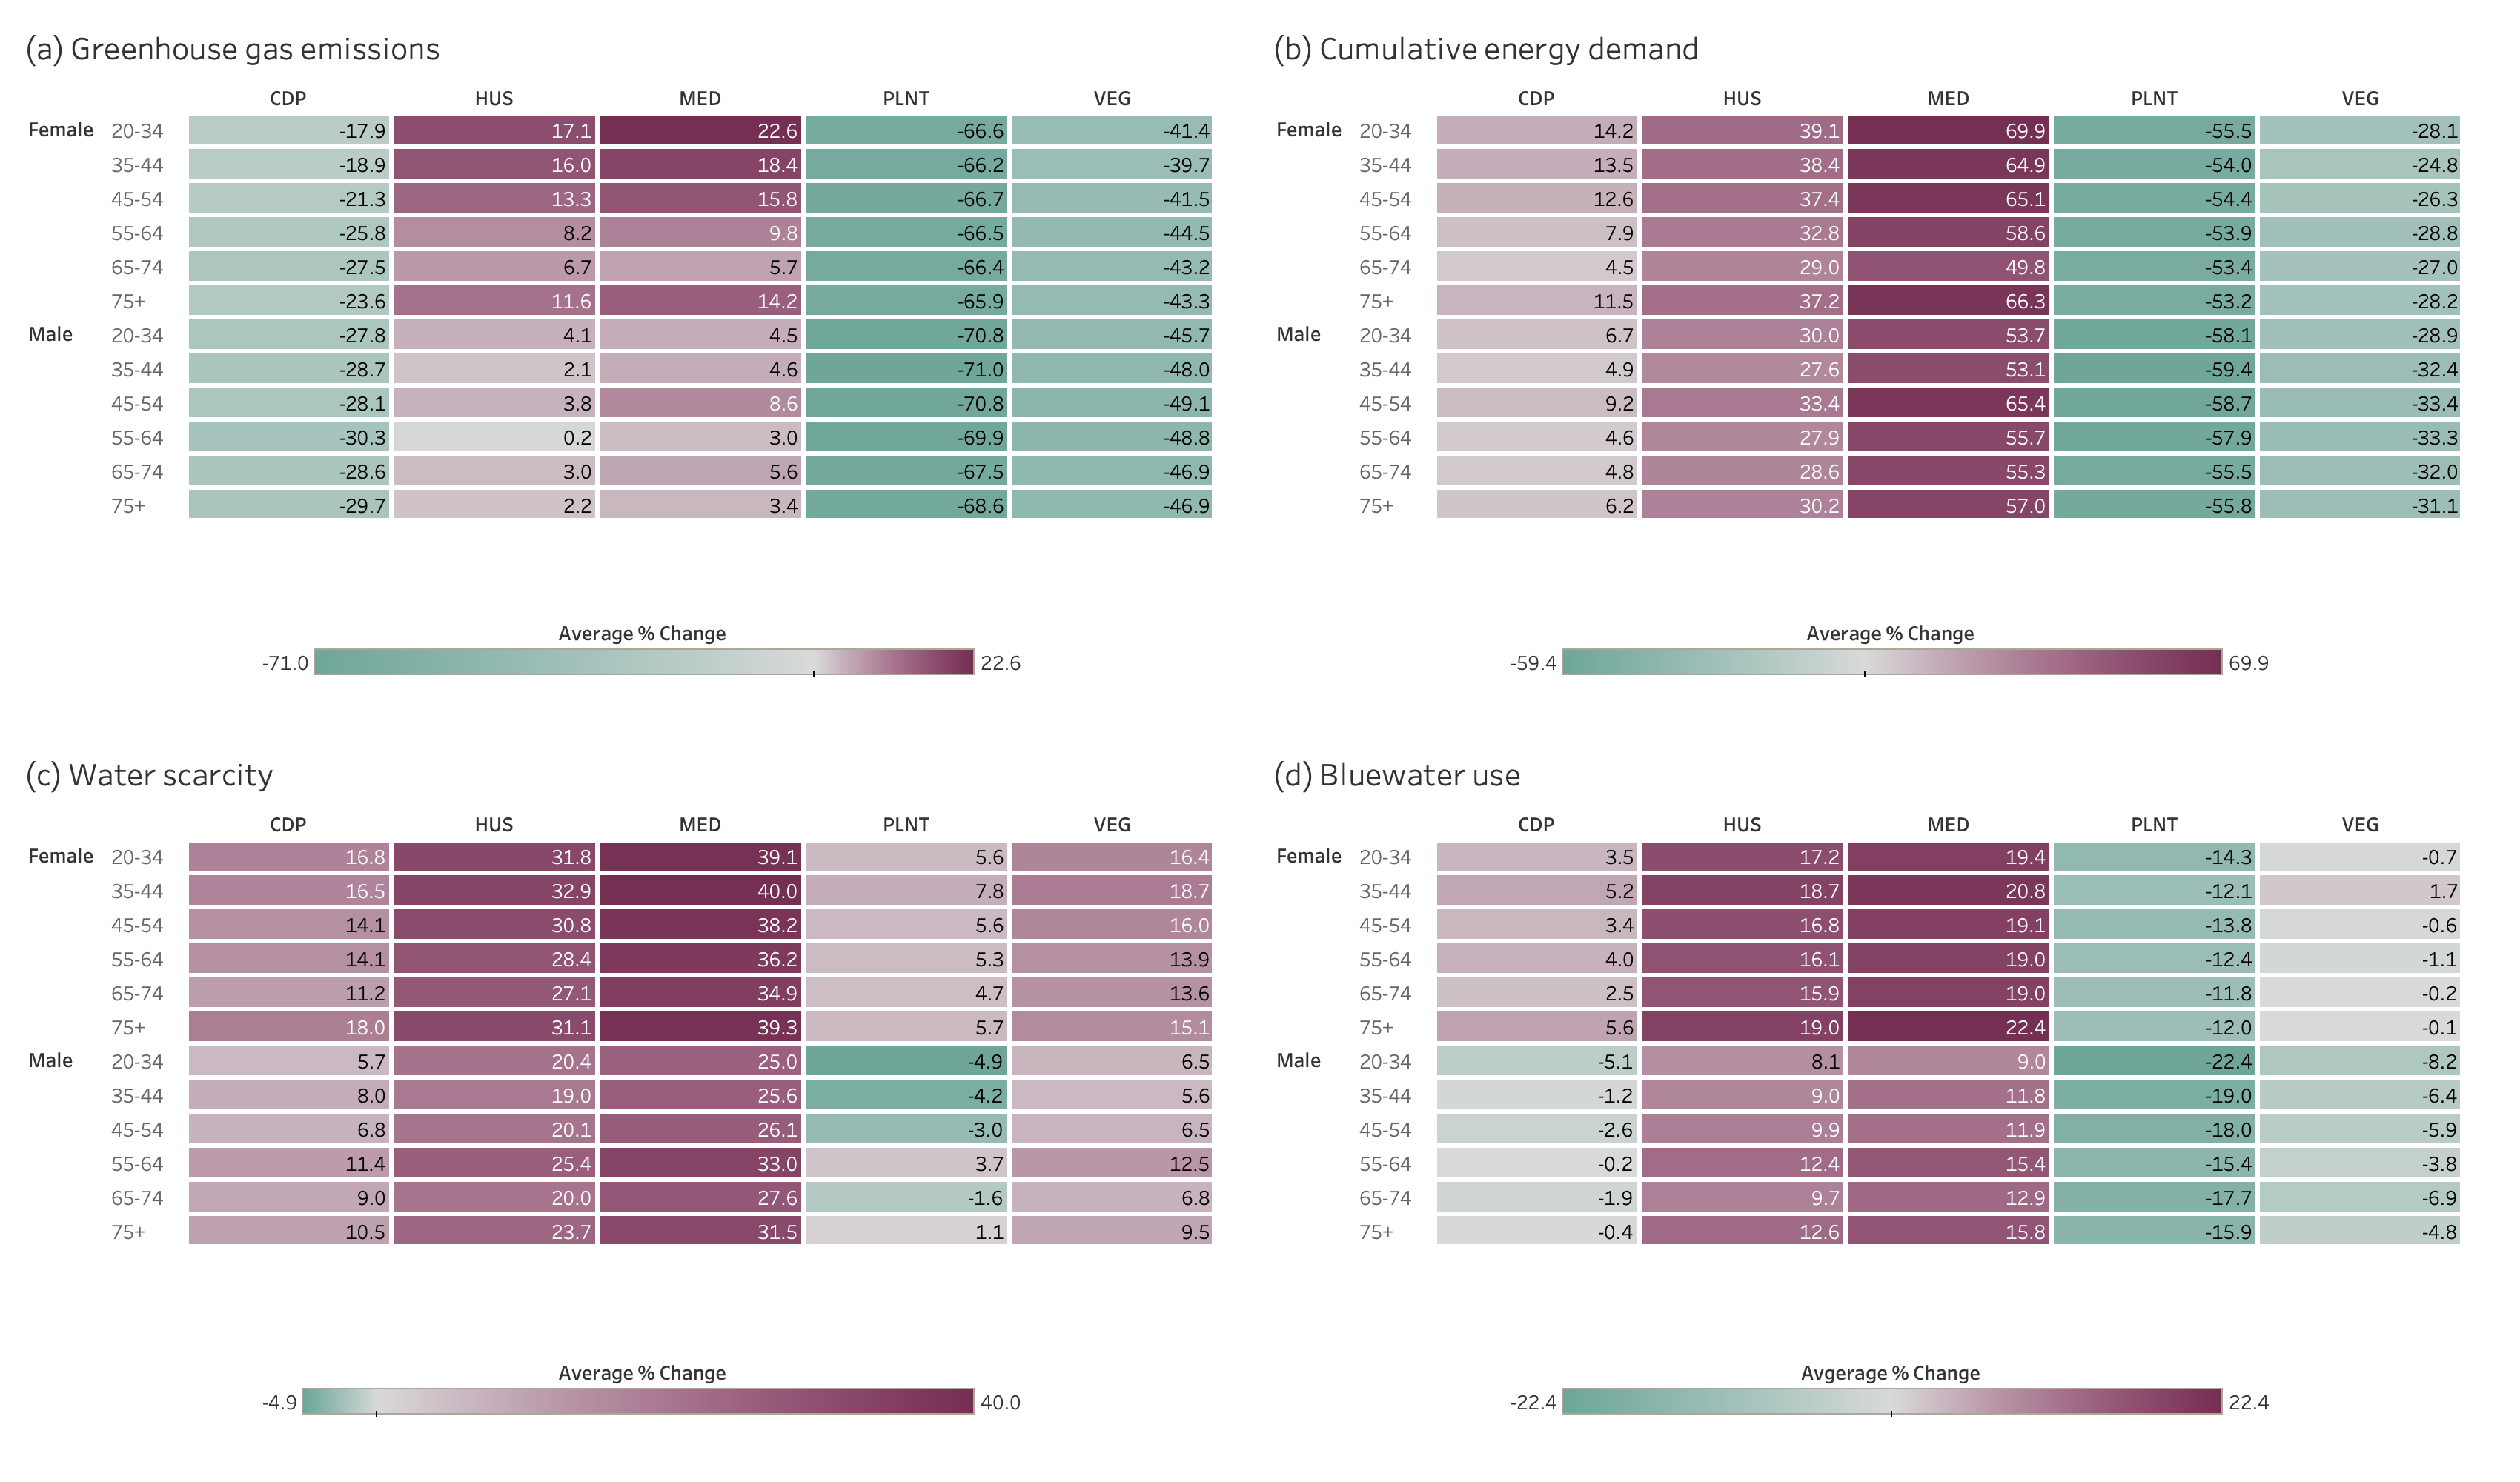 (a) Greenhouse gas emissions
CDP HUS MED PLNT VEG
Female 20-34 -17.9 17.1 22.6 -66.6 -41.4
35-44 -18.9 16.0 18.4 -66.2 -39.7
45-54 -21.3 13.3 15.8 -66.7 -41.5
55-64 -25.8 8.2 9.8 -66.5 -44.5
65-74 -27.5 6.7 5.7 -66.4 -43.2
75+ -23.6 11.6 14.2 -65.9 -43.3
Male 20-34 -27.8 4.1 4.5 -70.8 -45.7
35-44 -28.7 2.1 4.6 -71.0 -48.0
45-54 -28.1 3.8 8.6 -70.8 -49.1
55-64 -30.3 0.2 3.0 -69.9 -48.8
65-74 -28.6 3.0 5.6 -67.5 -46.9
75+ -29.7 2.2 3.4 -68.6 -46.9
Average % Change
-71.0 22.6
(b) Cumulative energy demand
CDP HUS MED PLNT VEG
Female 20-34 14.2 39.1 69.9 -55.5 -28.1
35-44 13.5 38.4 64.9 -54.0 -24.8
45-54 12.6 37.4 65.1 -54.4 -26.3
55-64 7.9 32.8 58.6 -53.9 -28.8
65-74 4.5 29.0 49.8 -53.4 -27.0
75+ 11.5 37.2 66.3 -53.2 -28.2
Male 20-34 6.7 30.0 53.7 -58.1 -28.9
35-44 4.9 27.6 53.1 -59.4 -32.4
45-54 9.2 33.4 65.4 -58.7 -33.4
55-64 4.6 27.9 55.7 -57.9 -33.3
65-74 4.8 28.6 55.3 -55.5 -32.0
75+ 6.2 30.2 57.0 -55.8 -31.1
Average % Change
-59.4 69.9
(c) Water scarcity
CDP HUS MED PLNT VEG
Female 20-34 16.8 31.8 39.1 5.6 16.4
35-44 16.5 32.9 40.0 7.8 18.7
45-54 14.1 30.8 38.2 5.6 16.0
55-64 14.1 28.4 36.2 5.3 13.9
65-74 11.2 27.1 34.9 4.7 13.6
75+ 18.0 31.1 39.3 5.7 15.1
Male 20-34 5.7 20.4 25.0 -4.9 6.5
35-44 8.0 19.0 25.6 -4.2 5.6
45-54 6.8 20.1 26.1 -3.0 6.5
55-64 11.4 25.4 33.0 3.7 12.5
65-74 9.0 20.0 27.6 -1.6 6.8
75+ 10.5 23.7 31.5 1.1 9.5
Average % Change
-4.9 40.0
(d) Bluewater use
CDP HUS MED PLNT VEG
Female 20-34 3.5 17.2 19.4 -14.3 -0.7
35-44 5.2 18.7 20.8 -12.1 1.7
45-54 3.4 16.8 19.1 -13.8 -0.6
55-64 4.0 16.1 19.0 -12.4 -1.1
65-74 2.5 15.9 19.0 -11.8 -0.2
75+ 5.6 19.0 22.4 -12.0 -0.1
Male 20-34 -5.1 8.1 9.0 -22.4 -8.2
35-44 -1.2 9.0 11.8 -19.0 -6.4
45-54 -2.6 9.9 11.9 -18.0 -5.9
55-64 -0.2 12.4 15.4 -15.4 -3.8
65-74 -1.9 9.7 12.9 -17.7 -6.9
75+ -0.4 12.6 15.8 -15.9 -4.8
Avgerage % Change
-22.4 22.4